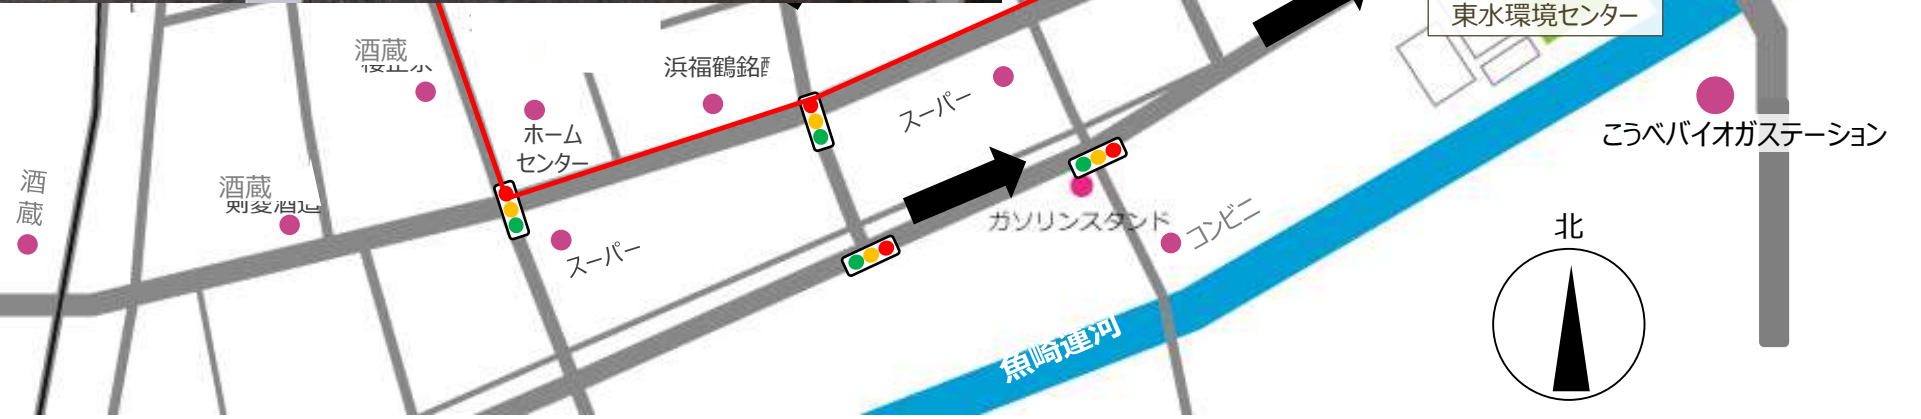 東水環境センター
酒蔵
浜福鶴銘
スーパー
ホーム
センター
こうべバイオガステーション
酒蔵
酒蔵
ガソリンスタンド
コンビニ
北
スーパー
魚崎運河